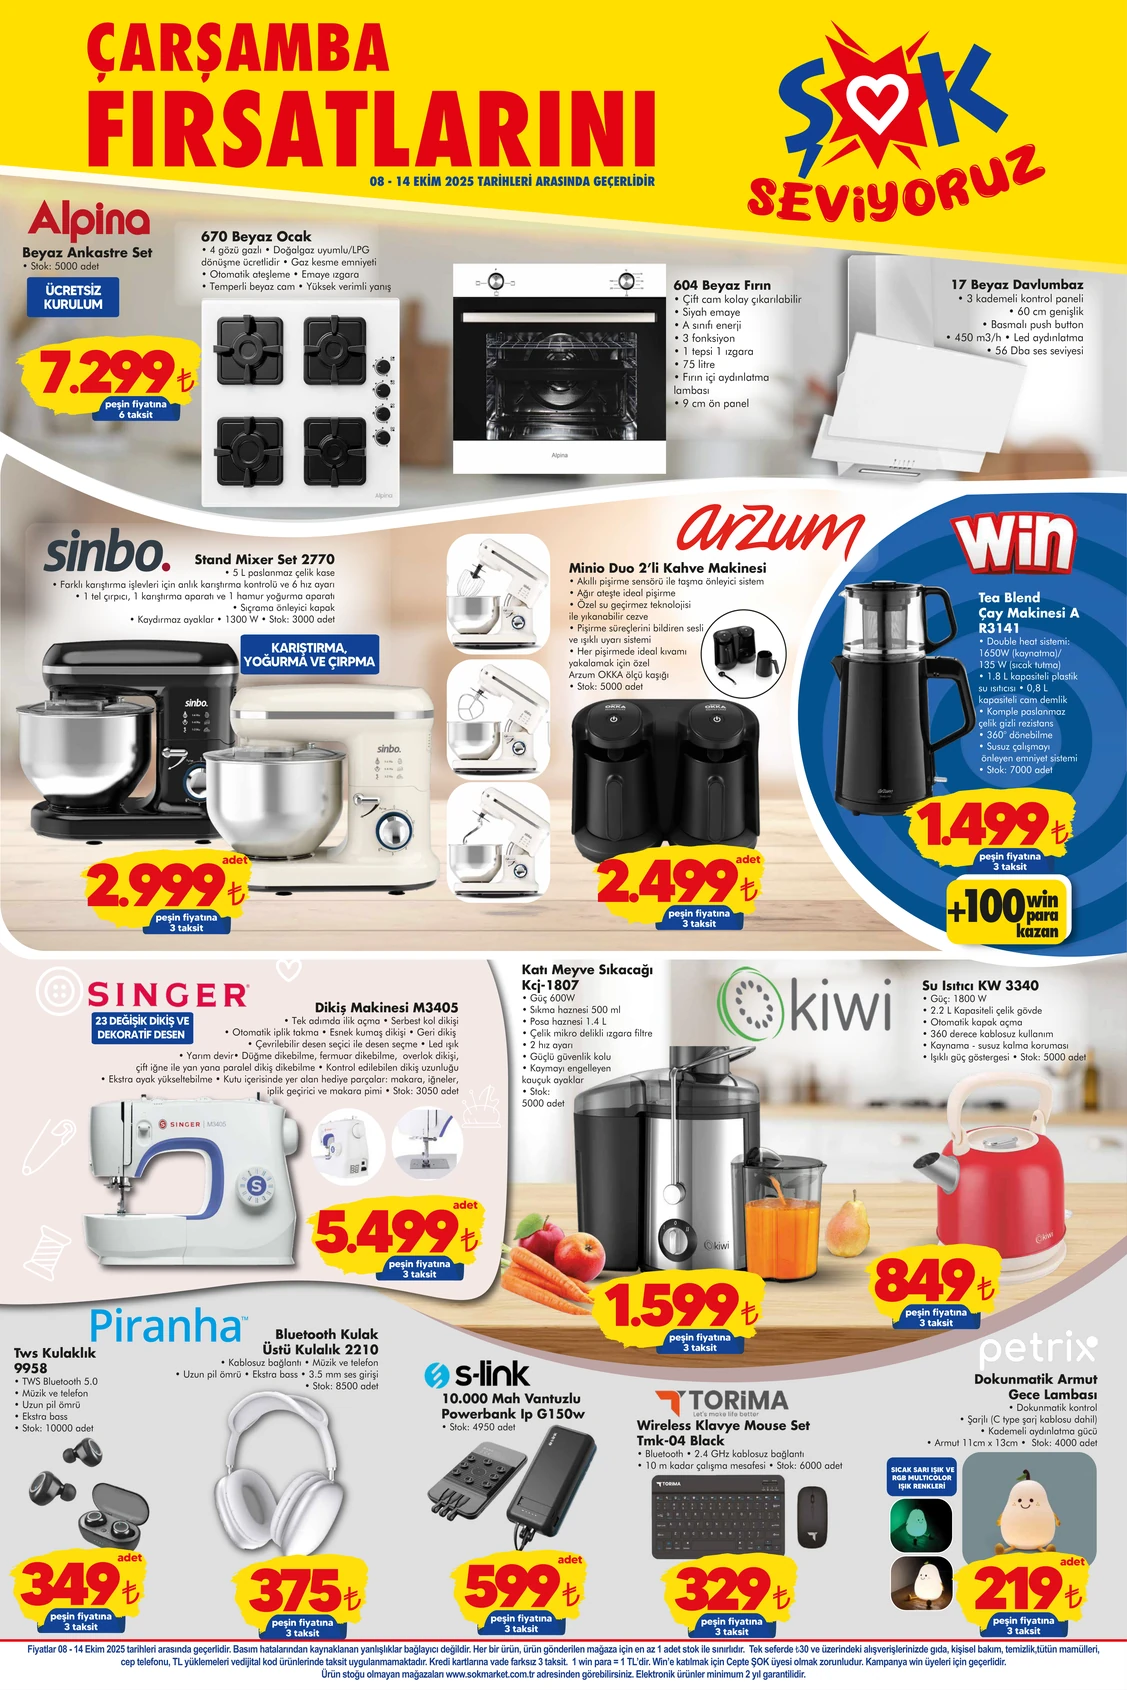 ÇARŞAMBA
FIRSATLARINI
08 - 14 EKİM 2025 TARİHLERİ ARASINDA GEÇERLİDİR
ŞOK
SEViYORUZ
Alpina
Beyaz Ankastre Set
• Stok: 5000 adet
ÜCRETSİZ
KURULUM
7.299₺
peşin fiyatına
6 taksit
670 Beyaz Ocak
• 4 gözü gazlı • Doğalgaz uyumlu/LPG
dönüşme ücretlidir • Gaz kesme emniyeti
• Otomatik ateşleme • Emaye ızgara
• Temperli beyaz cam • Yüksek verimli yanış
Alpina
604 Beyaz Fırın
• Çift cam kolay çıkarılabilir
• Siyah emaye
• A sınıfı enerji
• 3 fonksiyon
• 1 tepsi 1 ızgara
• 75 litre
• Fırın içi aydınlatma
lambası
• 9 cm ön panel
Alpina
17 Beyaz Davlumbaz
• 3 kademeli kontrol paneli
• 60 cm genişlik
• Basmalı push button
• 450 m3/h • Led aydınlatma
• 56 Dba ses seviyesi
sinbo.
Stand Mixer Set 2770
• 5 L paslanmaz çelik kase
• Farklı karıştırma işlevleri için anlık karıştırma kontrolü ve 6 hız ayarı
• 1 tel çırpıcı, 1 karıştırma aparatı ve 1 hamur yoğurma aparatı
• Sıçrama önleyici kapak
• Kaydırmaz ayaklar • 1300 W • Stok: 3000 adet
KARIŞTIRMA,
YOĞURMA VE ÇIRPMA
sinbo.
sinbo.
adet
2.999₺
peşin fiyatına
3 taksit
arzum
Minio Duo 2'li Kahve Makinesi
• Akıllı pişirme sensörü ile taşma önleyici sistem
• Ağır ateşte ideal pişirme
• Özel su geçirmez teknolojisi
ile yıkanabilir cezve
• Pişirme süreçlerini bildiren sesli
ve ışıklı uyarı sistemi
• Her pişirmede ideal kıvamı
yakalamak için özel
Arzum OKKA ölçü kaşığı
• Stok: 5000 adet
OKKA
OKKA
adet
2.499₺
peşin fiyatına
3 taksit
Win
Tea Blend
Çay Makinesi A
R3141
• Double heat sistemi:
1650W (kaynatma)/
135 W (sıcak tutma)
• 1.8 L kapasiteli plastik
su ısıtıcısı • 0,8 L
kapasiteli cam demlik
• Komple paslanmaz
çelik gizli rezistans
• 360° dönebilme
• Susuz çalışmayı
önleyen emniyet sistemi
• Stok: 7000 adet
arzum
1.499₺
peşin fiyatına
3 taksit
+100 win
para
kazan
SINGER
23 DEĞİŞİK DİKİŞ VE
DEKORATİF DESEN
Dikiş Makinesi M3405
• Tek adımda ilik açma • Serbest kol dikişi
• Otomatik iplik takma • Esnek kumaş dikişi • Geri dikiş
• Çevrilebilir desen seçici ile desen seçme • Led ışık
• Yarım devir• Düğme dikebilme, fermuar dikebilme, overlok dikişi,
çift iğne ile yan yana paralel dikiş dikebilme • Kontrol edilebilen dikiş uzunluğu
• Ekstra ayak yükseltebilme • Kutu içerisinde yer alan hediye parçalar: makara, iğneler,
iplik geçirici ve makara pimi • Stok: 3050 adet
SINGER | M3405
S
adet
5.499₺
peşin fiyatına
3 taksit
Katı Meyve Sıkacağı
Kcj-1807
• Güç 600W
• Sıkma haznesi 500 ml
• Posa haznesi 1.4 L
• Çelik mikro delikli ızgara filtre
• 2 hız ayarı
• Güçlü güvenlik kolu
• Kaymayı engelleyen
kauçuk ayaklar
• Stok:
5000 adet
kiwi
kiwi
1.599₺
peşin fiyatına
3 taksit
Su Isıtıcı KW 3340
• Güç: 1800 W
• 2.2 L Kapasiteli çelik gövde
• Otomatik kapak açma
• 360 derece kablosuz kullanım
• Kaynama - susuz kalma koruması
• Işıklı güç göstergesi • Stok: 5000 adet
kiwi
849₺
peşin fiyatına
3 taksit
Piranha™
Tws Kulaklık
9958
• TWS Bluetooth 5.0
• Müzik ve telefon
• Uzun pil ömrü
• Ekstra bass
• Stok: 10000 adet
adet
349₺
peşin fiyatına
3 taksit
Bluetooth Kulak
Üstü Kulalık 2210
• Kablosuz bağlantı • Müzik ve telefon
• Uzun pil ömrü • Ekstra bass • 3.5 mm ses girişi
• Stok: 8500 adet
375₺
peşin fiyatına
3 taksit
s-link
10.000 Mah Vantuzlu
Powerbank Ip G150w
• Stok: 4950 adet
adet
599₺
peşin fiyatına
3 taksit
TORiMA
Let's make life better
Wireless Klavye Mouse Set
Tmk-04 Black
• Bluetooth • 2.4 GHz kablosuz bağlantı
• 10 m kadar çalışma mesafesi • Stok: 6000 adet
TORIMA
329₺
peşin fiyatına
3 taksit
petrix
Dokunmatik Armut
Gece Lambası
• Dokunmatik kontrol
• Şarjlı (C type şarj kablosu dahil)
• Kademeli aydınlatma gücü
• Armut 11cm x 13cm • Stok: 4000 adet
SICAK SARI IŞIK VE
RGB MULTICOLOR
IŞIK RENKLERİ
adet
219₺
peşin fiyatına
3 taksit
Fiyatlar 08 - 14 Ekim 2025 tarihleri arasında geçerlidir. Basım hatalarından kaynaklanan yanlışlıklar bağlayıcı değildir. Her bir ürün, ürün gönderilen mağaza için en az 1 adet stok ile sınırlıdır. Tek seferde ₺30 ve üzerindeki alışverişlerinizde gıda, kişisel bakım, temizlik,tütün mamülleri,
cep telefonu, TL yüklemeleri vedijital kod ürünlerinde taksit uygulanmamaktadır. Kredi kartlarına vade farksız 3 taksit. 1 win para = 1 TL'dir. Win'e katılmak için Cepte ŞOK üyesi olmak zorunludur. Kampanya win üyeleri için geçerlidir.
Ürün stoğu olmayan mağazaları www.sokmarket.com.tr adresinden görebilirsiniz. Elektronik ürünler minimum 2 yıl garantilidir.